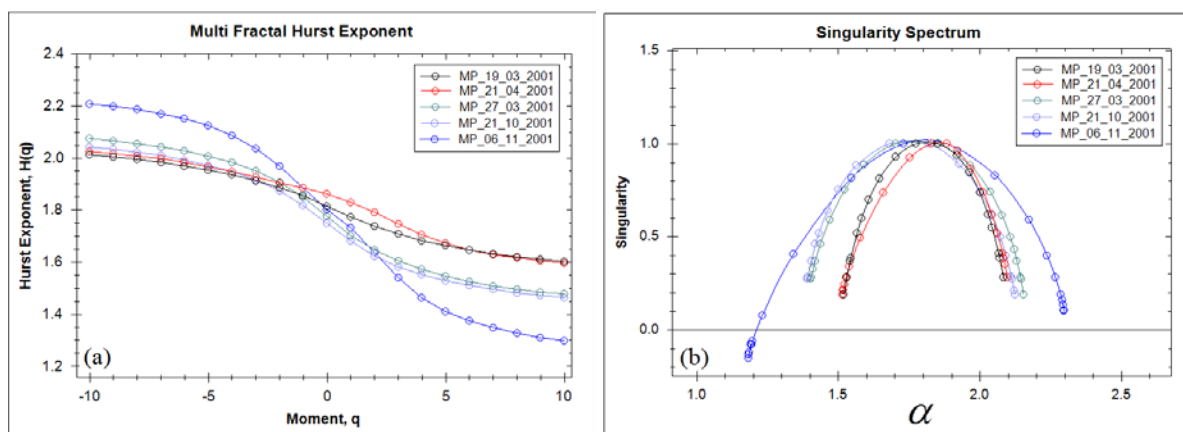 Multi Fractal Hurst Exponent
Hurst Exponent, H(q)
2.4
2.2
2.0
1.8
1.6
1.4
1.2
MP_19_03_2001
MP_21_04_2001
MP_27_03_2001
MP_21_10_2001
MP_06_11_2001
(a)
-10
-5
0
5
10
Moment, q
Singularity Spectrum
Singularity
1.5
1.0
0.5
0.0
MP_19_03_2001
MP_21_04_2001
MP_27_03_2001
MP_21_10_2001
MP_06_11_2001
(b)
1.0
1.5
2.0
2.5
α